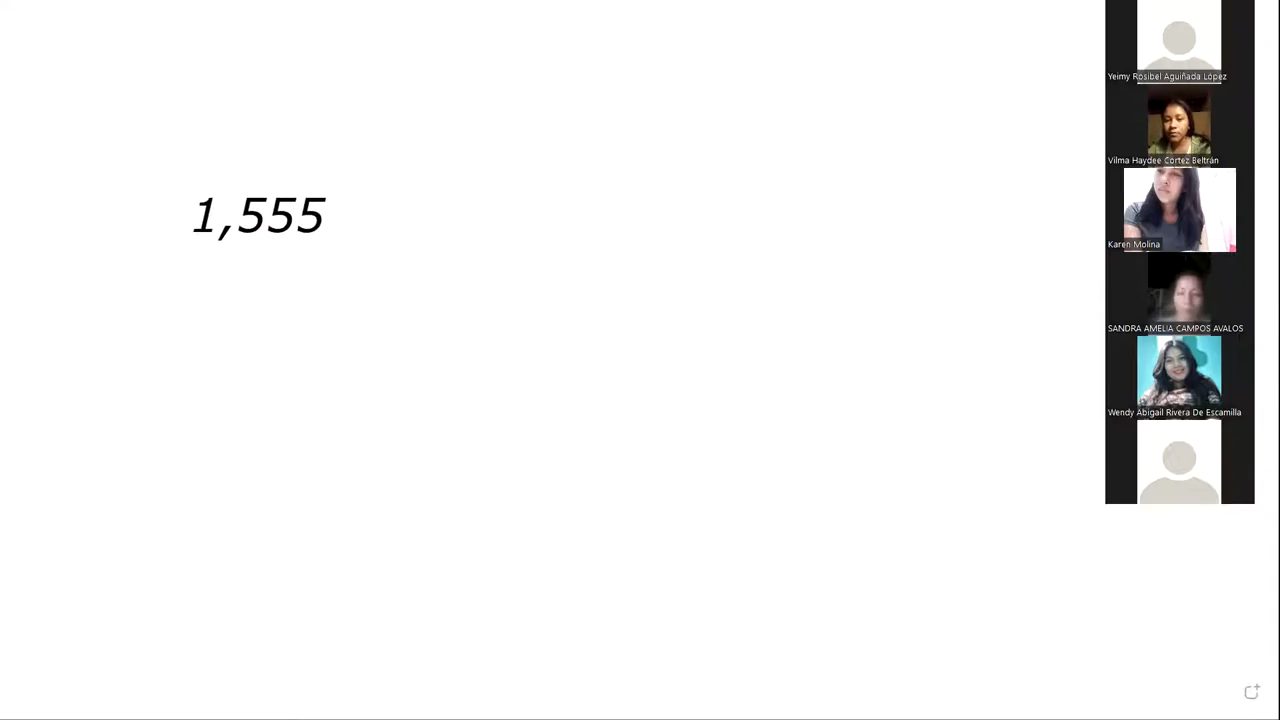 1,555
Yeimy Rosibel Aguiñada López
Vilma Haydee Cortez Beltrán
Karen Molina
SANDRA AMELIA CAMPOS AVALOS
Wendy Abigail Rivera De Escamilla